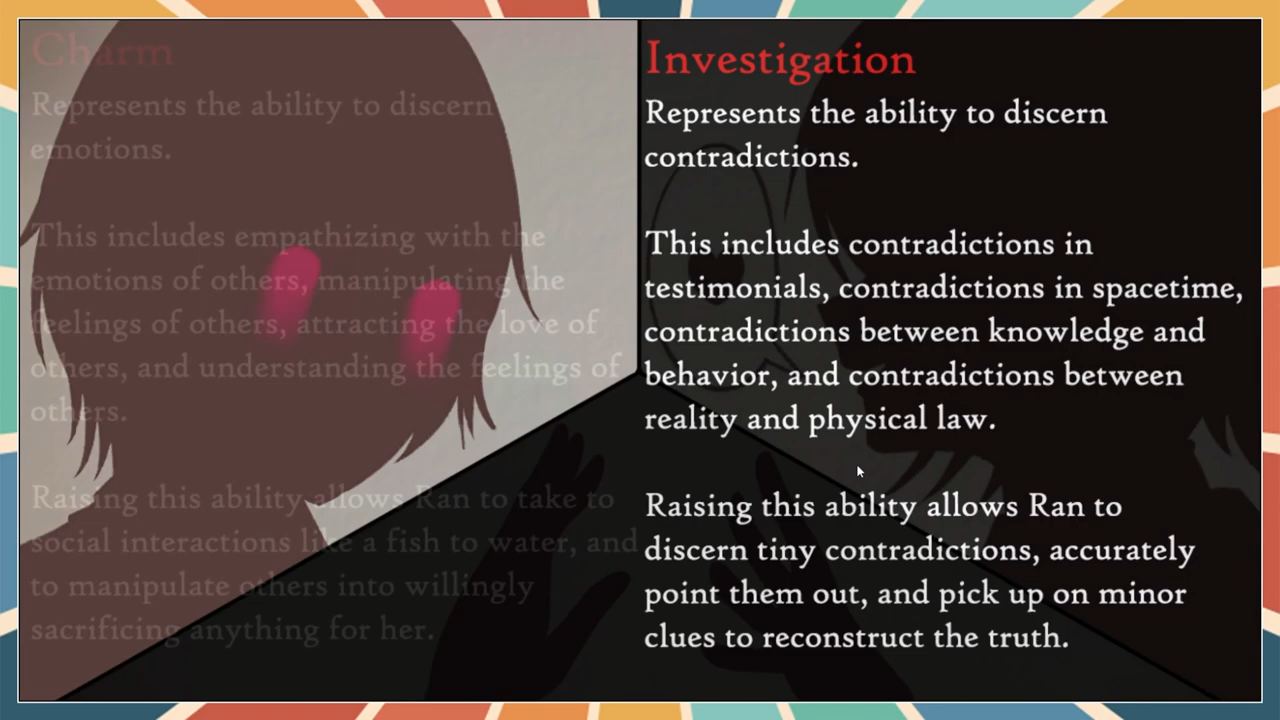 Charm
Represents the ability to discern
emotions.
This includes empathizing with the
emotions of others, manipulating the
feelings of others, attracting the love of
others, and understanding the feelings of
others.
Raising this ability allows Ran to take to
social interactions like a fish to water, and
to manipulate others into willingly
sacrificing anything for her.
Investigation
Represents the ability to discern
contradictions.
This includes contradictions in
testimonials, contradictions in spacetime,
contradictions between knowledge and
behavior, and contradictions between
reality and physical law.
Raising this ability allows Ran to
discern tiny contradictions, accurately
point them out, and pick up on minor
clues to reconstruct the truth.